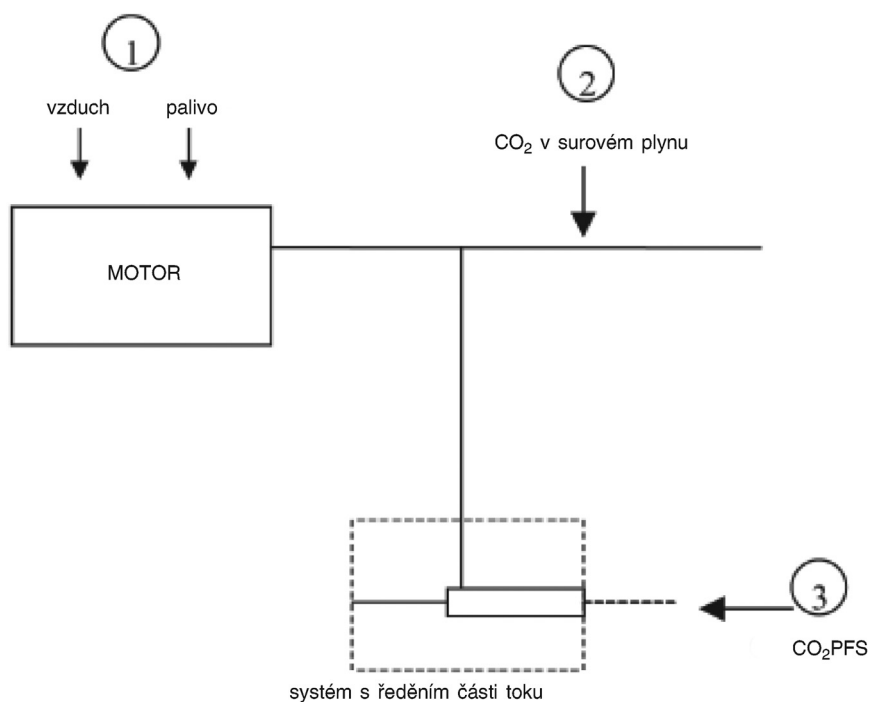 1
vzduch palivo
2
CO₂ v surovém plynu
MOTOR
3
CO₂PFS
systém s ředěním části toku